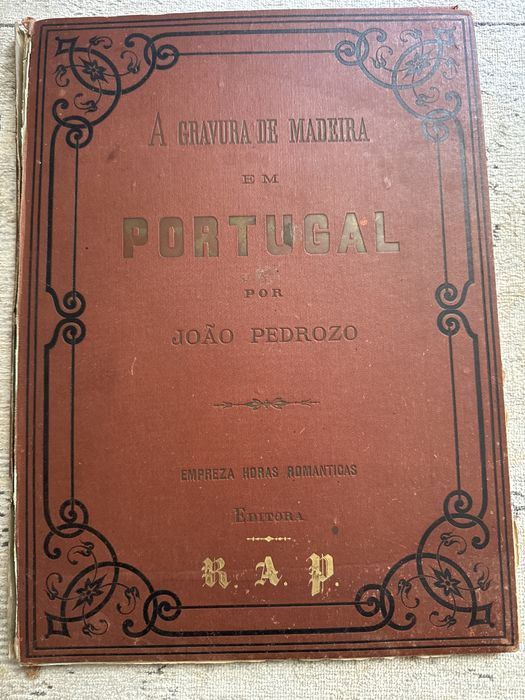 A GRAVURA DE MADEIRA
EM
PORTUGAL
POR
JOÃO PEDROZO
EMPREZA HORAS ROMANTICAS
EDITORA
R. A. P.